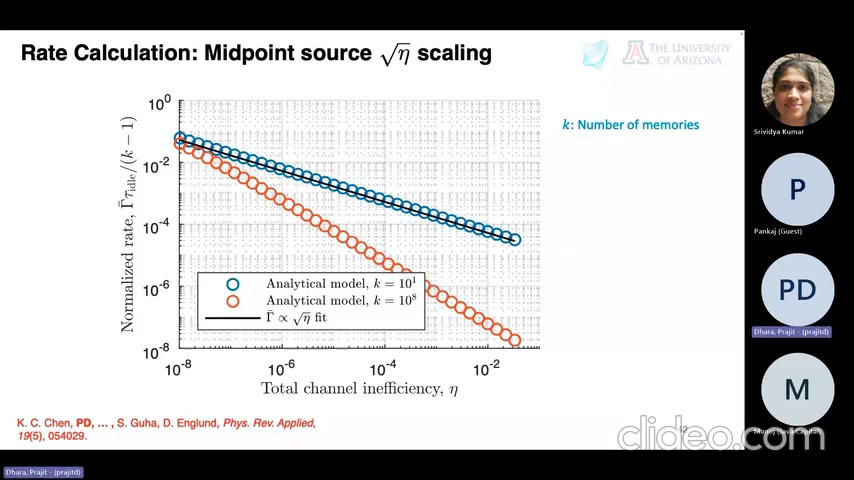 Rate Calculation: Midpoint source √η scaling
THE UNIVERSITY
OF ARIZONA
k: Number of memories
Normalized rate, Γ̄τidle/(k − 1)
10⁰
10⁻²
10⁻⁴
10⁻⁶
10⁻⁸
Analytical model, k = 10¹
Analytical model, k = 10⁸
Γ̄ ∝ √η fit
10⁻⁸
10⁻⁶
10⁻⁴
10⁻²
Total channel inefficiency, η
K. C. Chen, PD, ... , S. Guha, D. Englund, Phys. Rev. Applied,
19(5), 054029.
12
Dhara, Prajit - (prajitd)
Srividya Kumar
P
Pankaj (Guest)
PD
Dhara, Prajit - (prajitd)
M
clideo.com